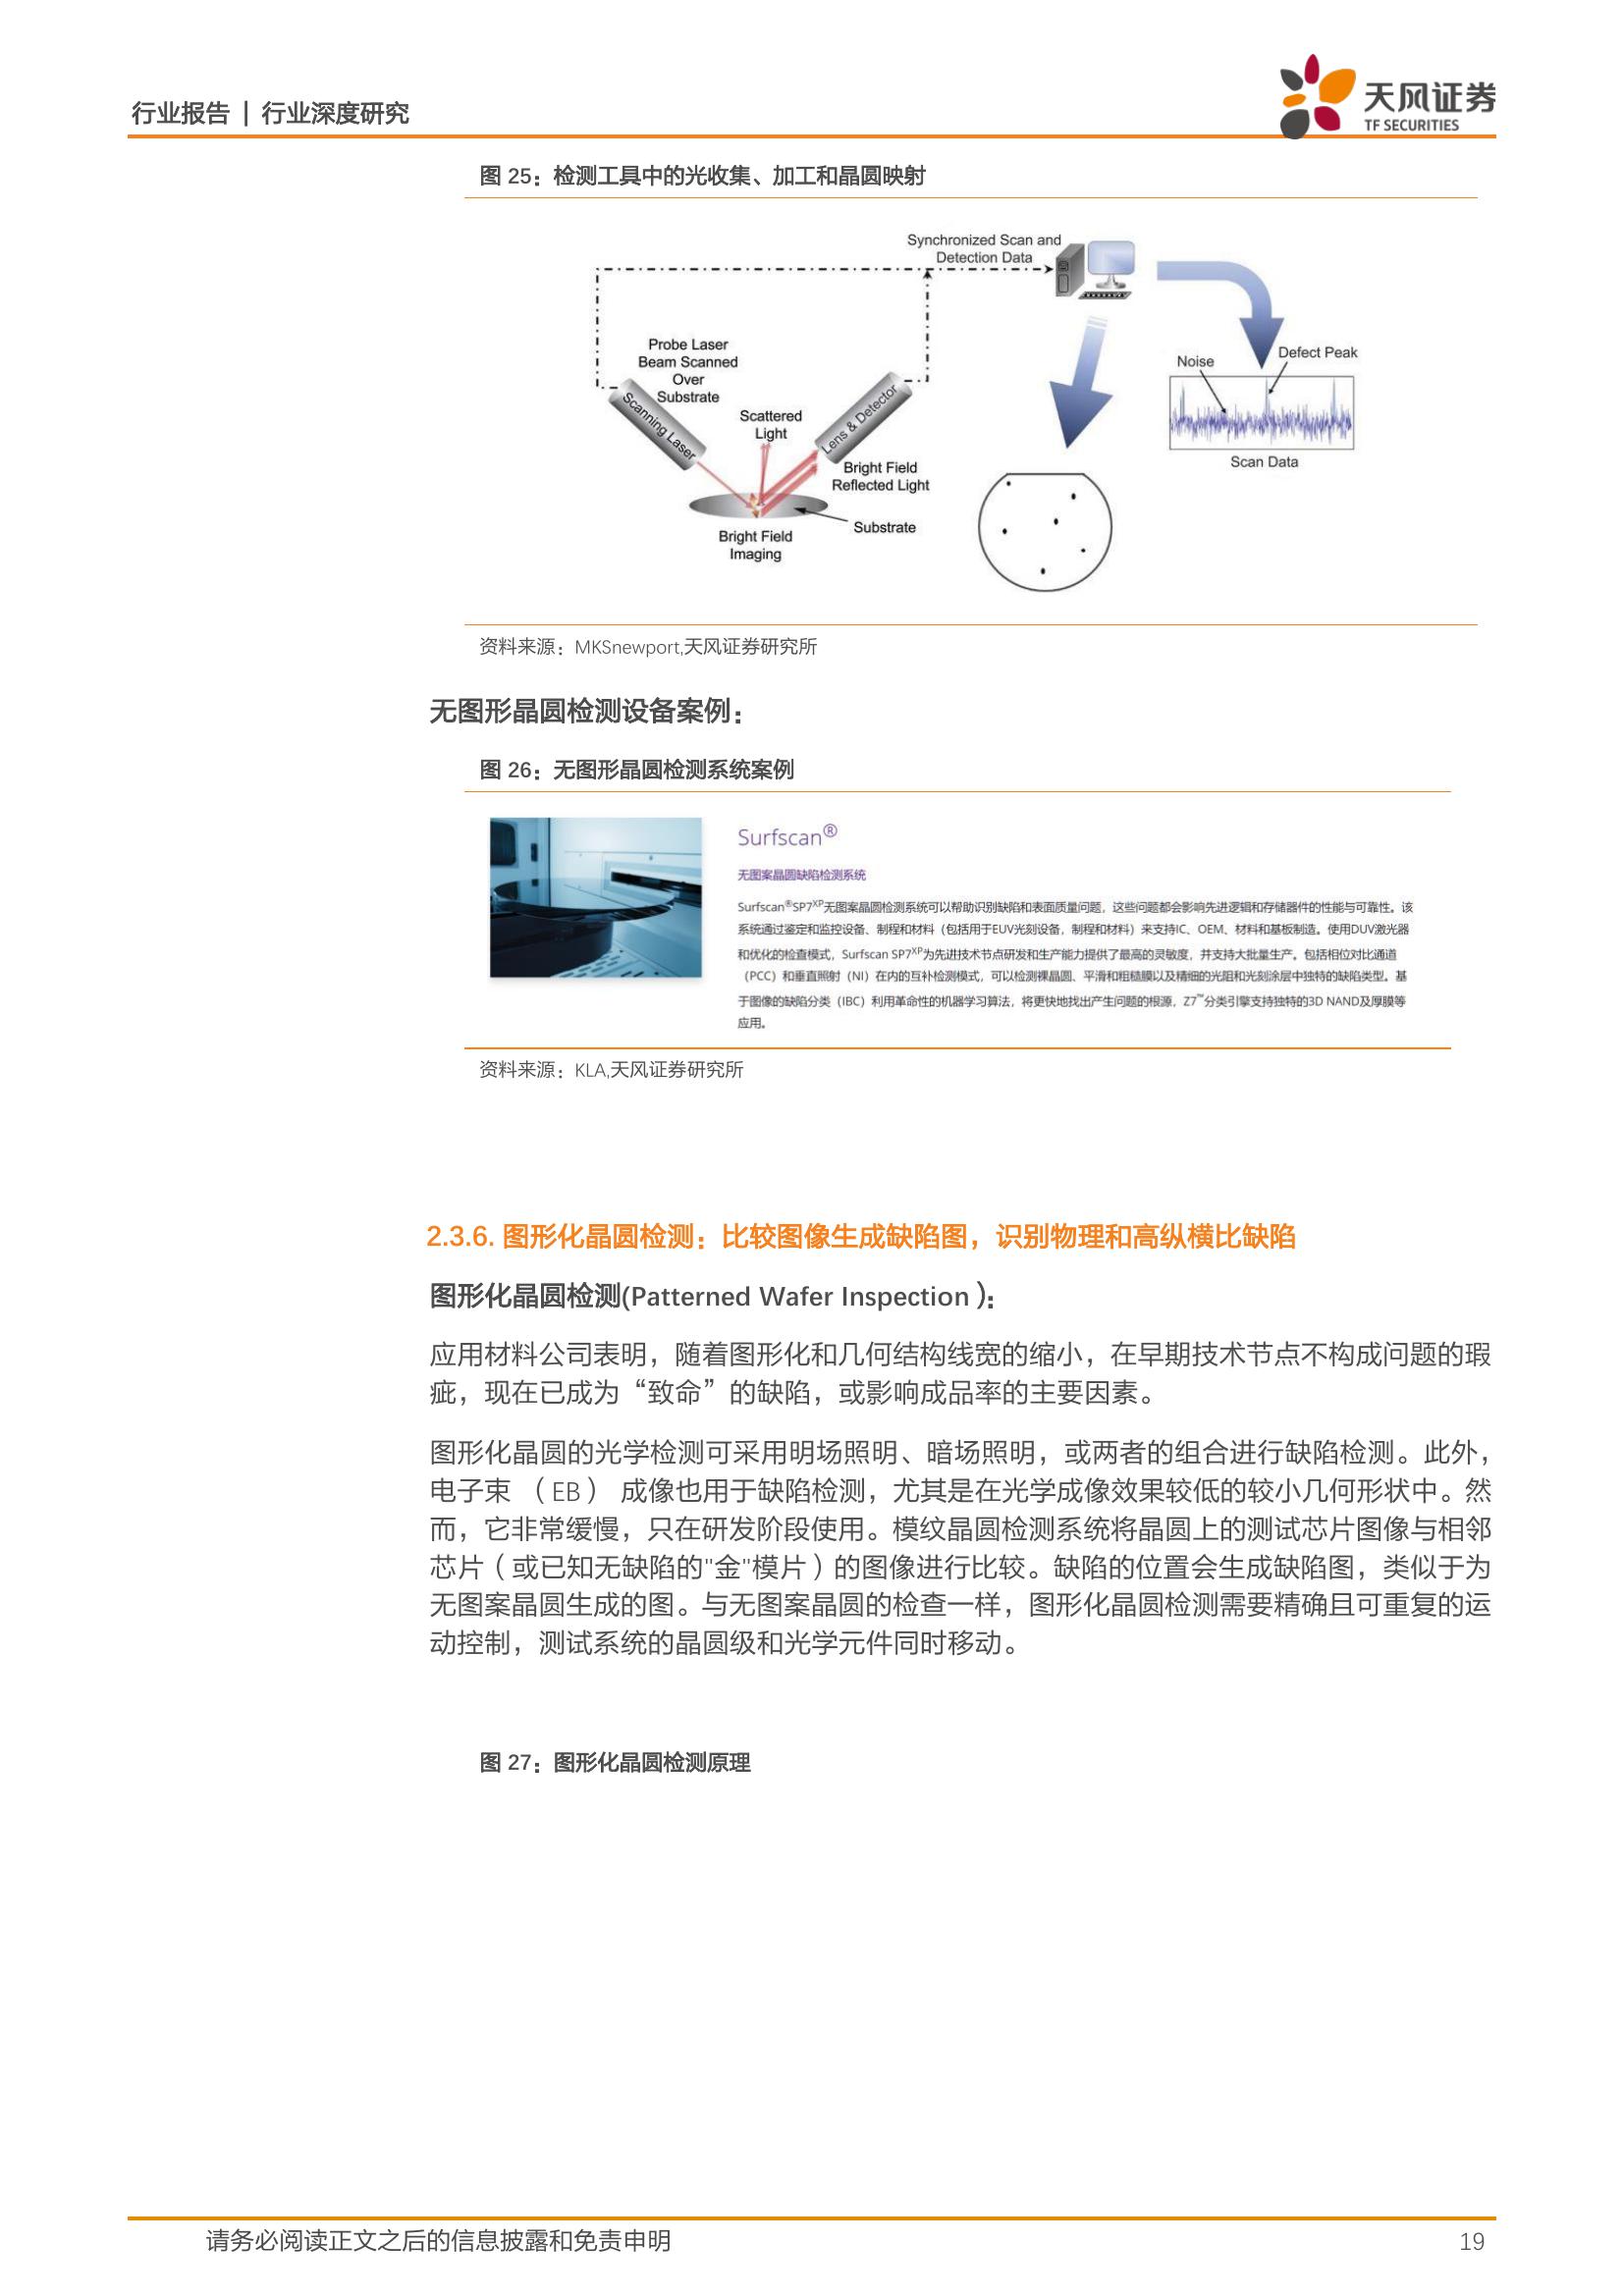 行业报告 | 行业深度研究
天风证券
TF SECURITIES
图 25：检测工具中的光收集、加工和晶圆映射
Synchronized Scan and
Detection Data
Probe Laser
Beam Scanned
Over
Substrate
Scanning Laser
Scattered
Light
Lens & Detector
Bright Field
Reflected Light
Substrate
Bright Field
Imaging
Noise
Defect Peak
Scan Data
资料来源：MKSnewport,天风证券研究所
无图形晶圆检测设备案例：
图 26：无图形晶圆检测系统案例
Surfscan®
无图案晶圆缺陷检测系统
Surfscan®SP7XP无图案晶圆检测系统可以帮助识别缺陷和表面质量问题，这些问题都会影响先进逻辑和存储器件的性能与可靠性。该
系统通过鉴定和监控设备、制程和材料（包括用于EUV光刻设备，制程和材料）来支持IC、OEM、材料和基板制造。使用DUV激光器
和优化的检查模式，Surfscan SP7XP为先进技术节点研发和生产能力提供了最高的灵敏度，并支持大批量生产。包括相位对比通道
（PCC）和垂直照射（NI）在内的互补检测模式，可以检测裸晶圆、平滑和粗糙膜以及精细的光阻和光刻涂层中独特的缺陷类型。基
于图像的缺陷分类（IBC）利用革命性的机器学习算法，将更快地找出产生问题的根源，Z7™分类引擎支持独特的3D NAND及厚膜等
应用。
资料来源：KLA,天风证券研究所
2.3.6. 图形化晶圆检测：比较图像生成缺陷图，识别物理和高纵横比缺陷
图形化晶圆检测(Patterned Wafer Inspection )：
应用材料公司表明，随着图形化和几何结构线宽的缩小，在早期技术节点不构成问题的瑕
疵，现在已成为“致命”的缺陷，或影响成品率的主要因素。
图形化晶圆的光学检测可采用明场照明、暗场照明，或两者的组合进行缺陷检测。此外，
电子束 （EB） 成像也用于缺陷检测，尤其是在光学成像效果较低的较小几何形状中。然
而，它非常缓慢，只在研发阶段使用。模纹晶圆检测系统将晶圆上的测试芯片图像与相邻
芯片（或已知无缺陷的"金"模片）的图像进行比较。缺陷的位置会生成缺陷图，类似于为
无图案晶圆生成的图。与无图案晶圆的检查一样，图形化晶圆检测需要精确且可重复的运
动控制，测试系统的晶圆级和光学元件同时移动。
图 27：图形化晶圆检测原理
请务必阅读正文之后的信息披露和免责申明
19